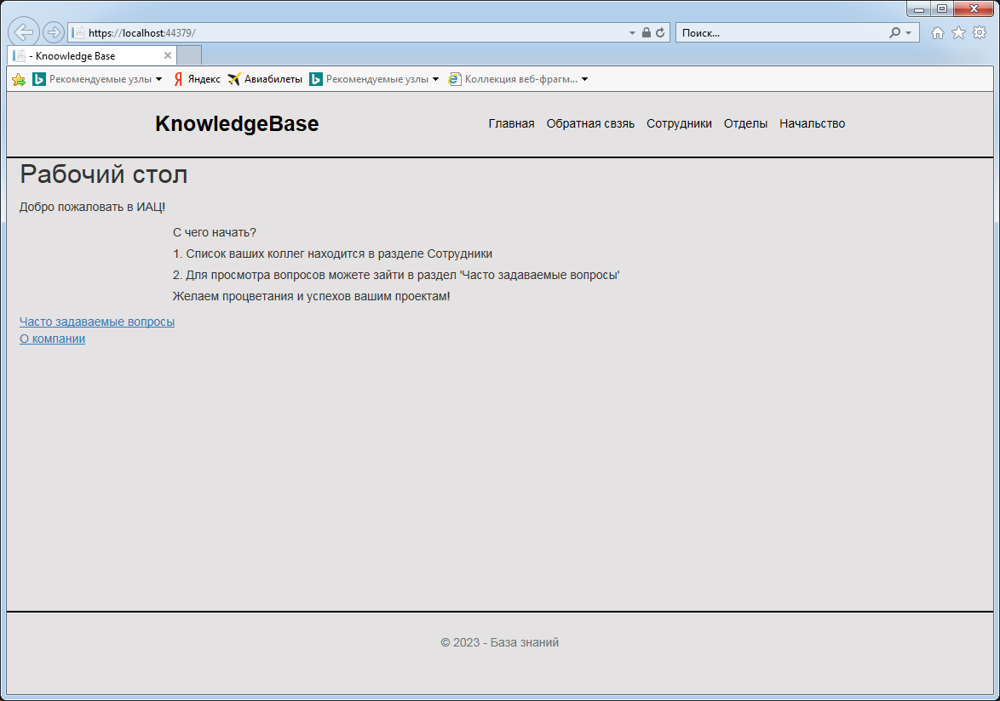 https://localhost:44379/
Поиск...
- Knoowledge Base
Рекомендуемые узлы
Яндекс
Авиабилеты
Рекомендуемые узлы
Коллекция веб-фрагм...
KnowledgeBase
Главная Обратная свзяь Сотрудники Отделы Начальство
Рабочий стол
Добро пожаловать в ИАЦ!
С чего начать?
1. Список ваших коллег находится в разделе Сотрудники
2. Для просмотра вопросов можете зайти в раздел 'Часто задаваемые вопросы'
Желаем процветания и успехов вашим проектам!
Часто задаваемые вопросы
О компании
© 2023 - База знаний